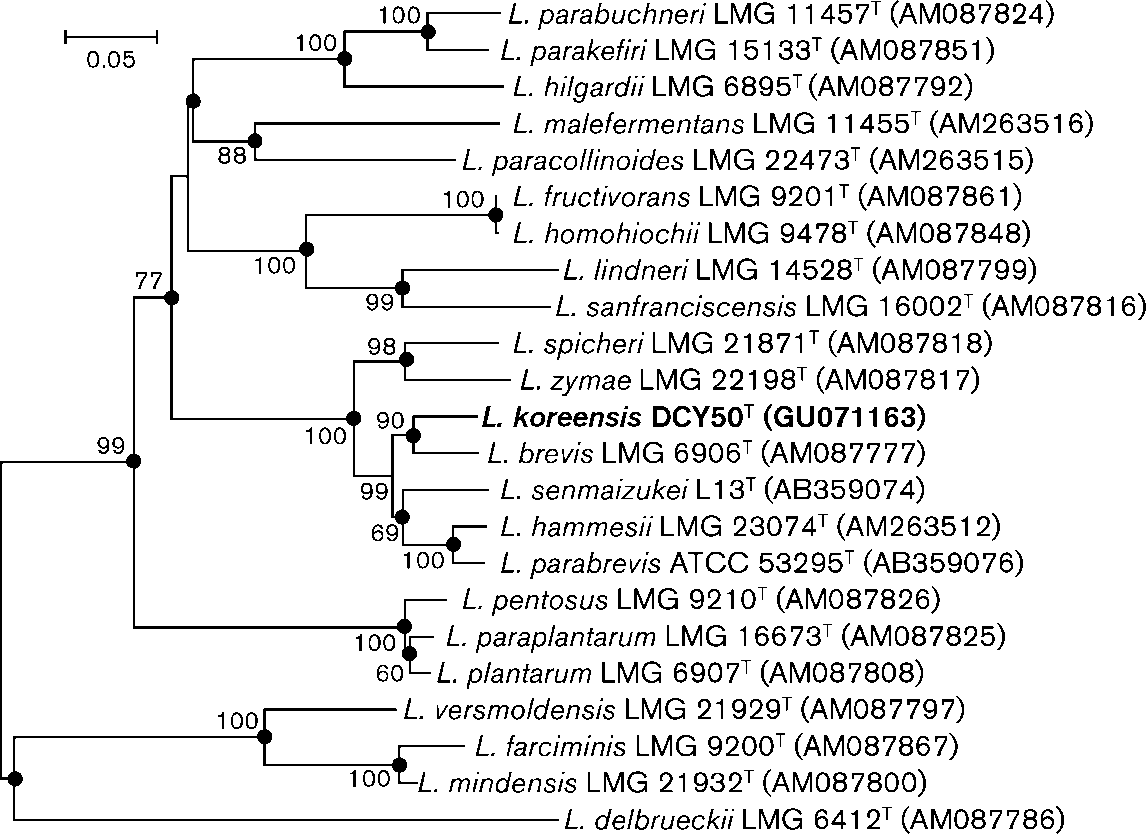 100 L. parabuchneri LMG 11457ᵀ (AM087824)
100 L. parakefiri LMG 15133ᵀ (AM087851)
0.05
L. hilgardii LMG 6895ᵀ (AM087792)
L. malefermentans LMG 11455ᵀ (AM263516)
88 L. paracollinoides LMG 22473ᵀ (AM263515)
100 L. fructivorans LMG 9201ᵀ (AM087861)
L. homohiochii LMG 9478ᵀ (AM087848)
100 L. lindneri LMG 14528ᵀ (AM087799)
77
99 L. sanfranciscensis LMG 16002ᵀ (AM087816)
98 L. spicheri LMG 21871ᵀ (AM087818)
L. zymae LMG 22198ᵀ (AM087817)
90 L. koreensis DCY50ᵀ (GU071163)
100
99 L. brevis LMG 6906ᵀ (AM087777)
99 L. senmaizukei L13ᵀ (AB359074)
69 L. hammesii LMG 23074ᵀ (AM263512)
100 L. parabrevis ATCC 53295ᵀ (AB359076)
L. pentosus LMG 9210ᵀ (AM087826)
100 L. paraplantarum LMG 16673ᵀ (AM087825)
60 L. plantarum LMG 6907ᵀ (AM087808)
100 L. versmoldensis LMG 21929ᵀ (AM087797)
L. farciminis LMG 9200ᵀ (AM087867)
100 L. mindensis LMG 21932ᵀ (AM087800)
L. delbrueckii LMG 6412ᵀ (AM087786)